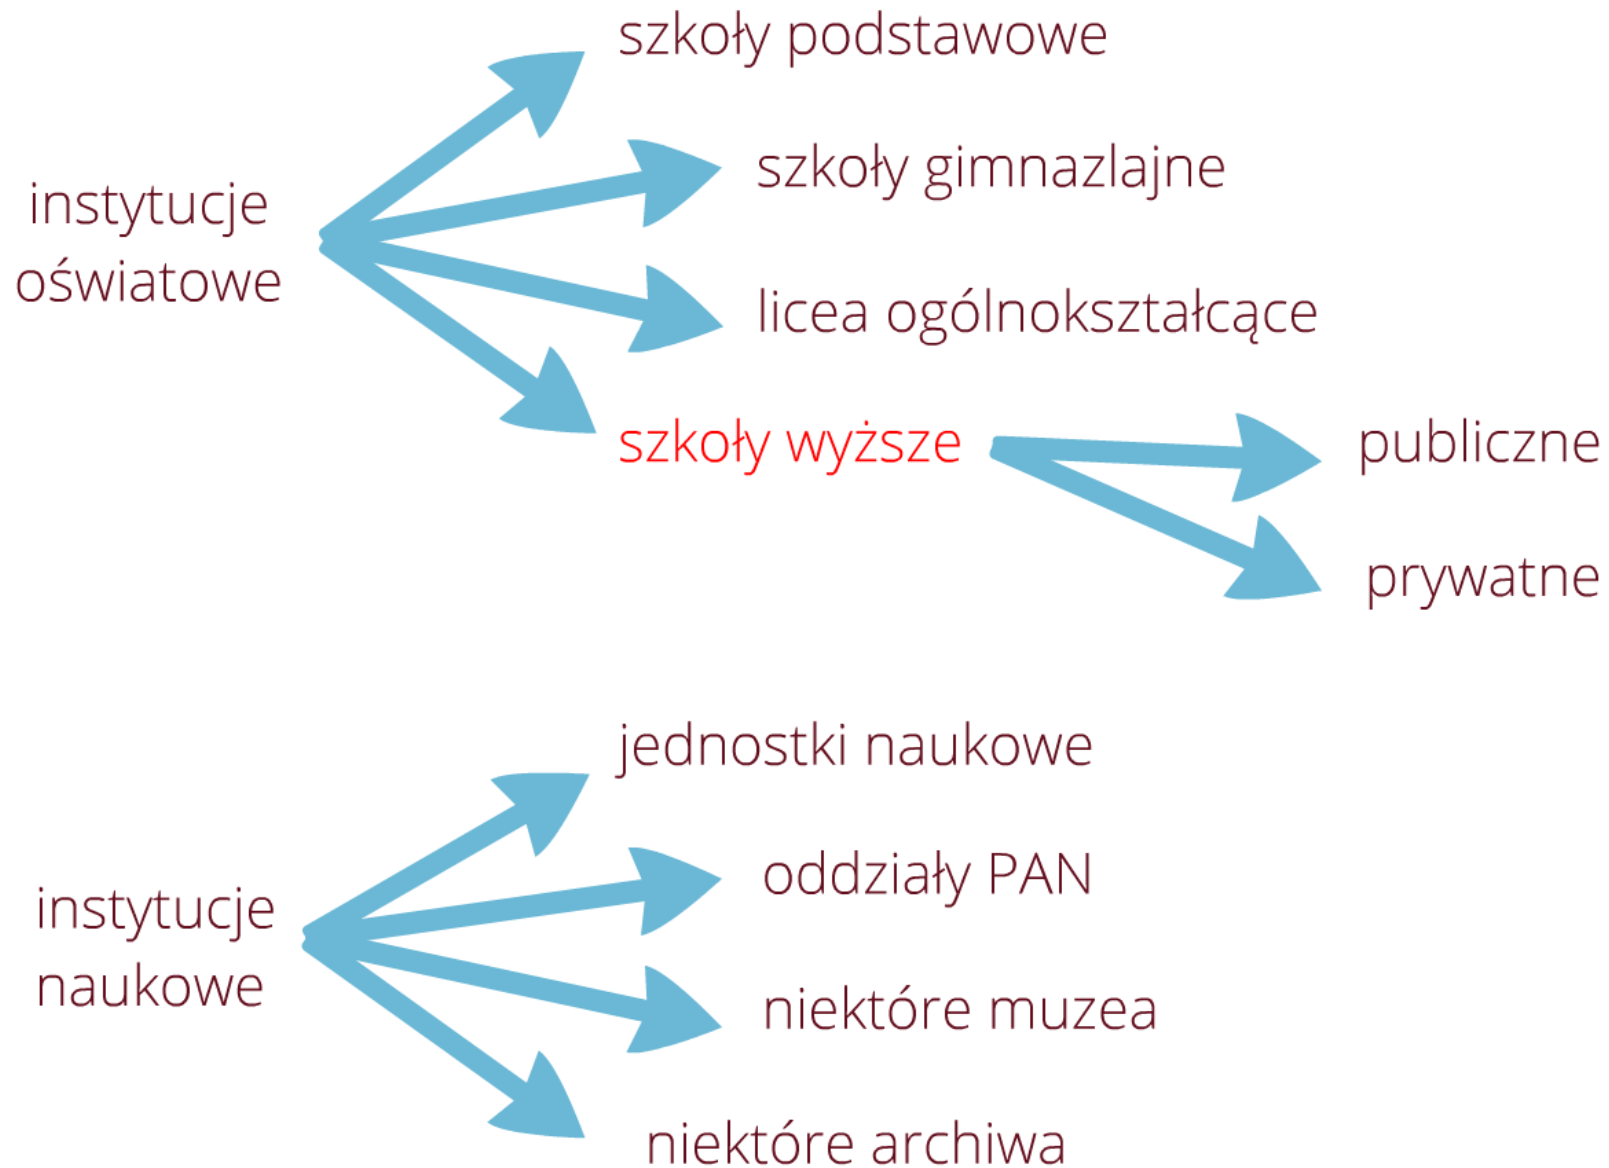 szkoły podstawowe
szkoły gimnazlajne
instytucje
oświatowe
licea ogólnokształcące
szkoły wyższe
publiczne
prywatne
jednostki naukowe
oddziały PAN
instytucje
naukowe
niektóre muzea
niektóre archiwa